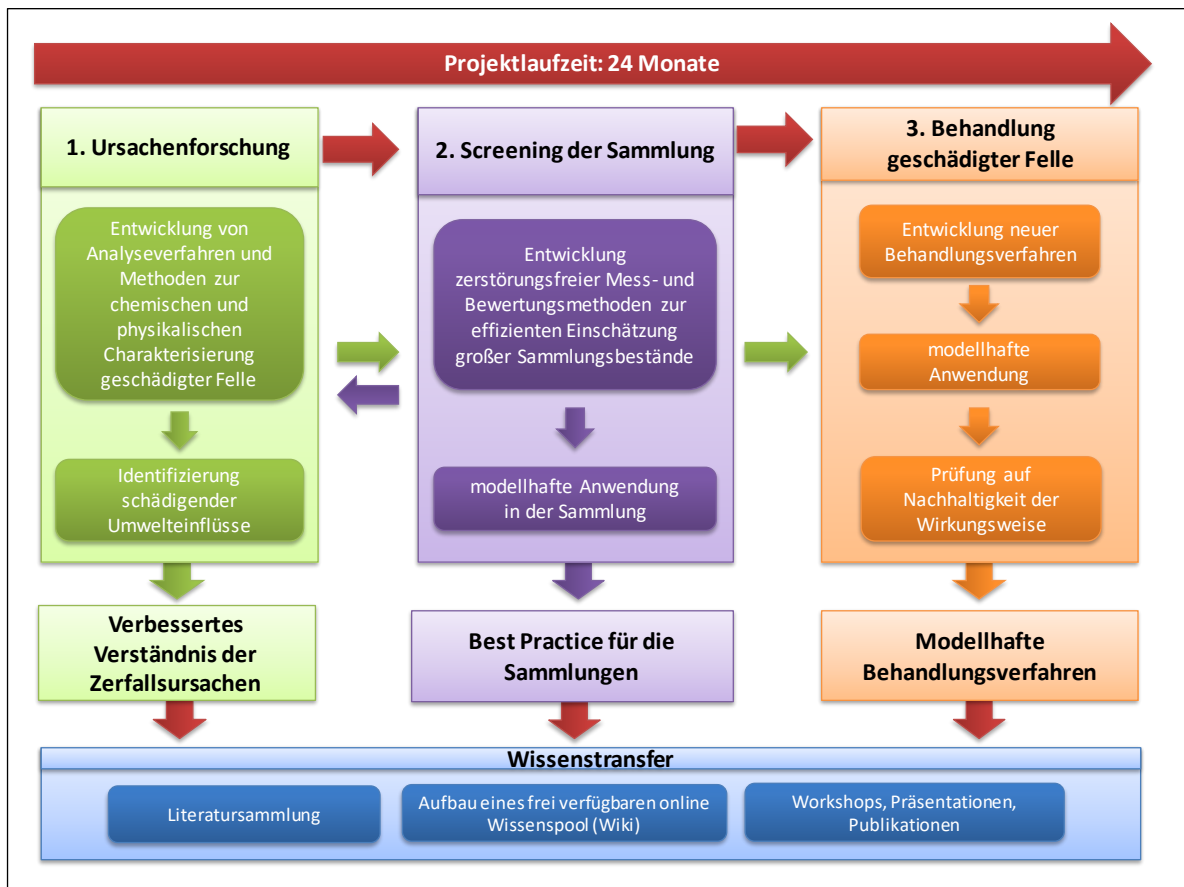 Projektlaufzeit: 24 Monate
1. Ursachenforschung
Entwicklung von
Analyseverfahren und
Methoden zur
chemischen und
physikalischen
Charakterisierung
geschädigter Felle
Identifizierung
schädigender
Umwelteinflüsse
Verbessertes
Verständnis der
Zerfallsursachen
2. Screening der Sammlung
Entwicklung
zerstörungsfreier Mess- und
Bewertungsmethoden zur
effizienten Einschätzung
großer Sammlungsbestände
modellhafte Anwendung
in der Sammlung
Best Practice für die
Sammlungen
3. Behandlung
geschädigter Felle
Entwicklung neuer
Behandlungsverfahren
modellhafte
Anwendung
Prüfung auf
Nachhaltigkeit der
Wirkungsweise
Modellhafte
Behandlungsverfahren
Wissenstransfer
Literatursammlung
Aufbau eines frei verfügbaren online
Wissenspool (Wiki)
Workshops, Präsentationen,
Publikationen